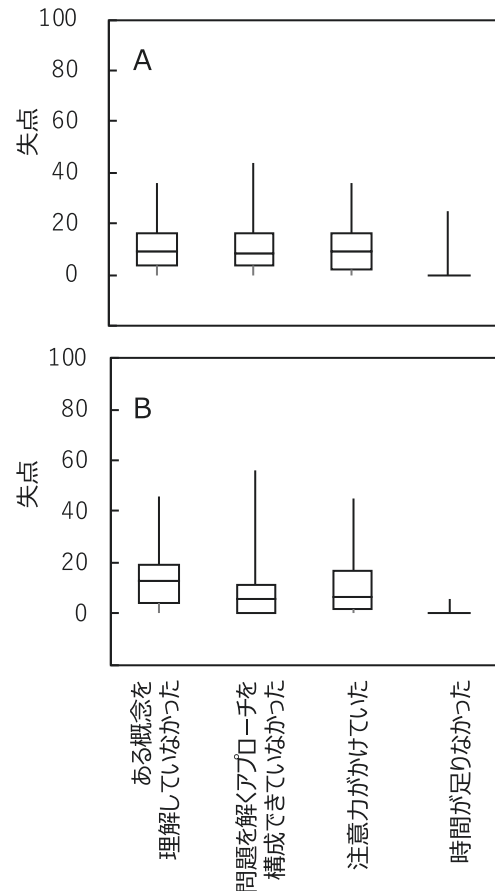 100
80
60
40
20
0
失点
A
100
80
60
40
20
0
失点
B
ある概念を
理解していなかった
問題を解くアプローチを
構成できていなかった
注意力がかけていた
時間が足りなかった